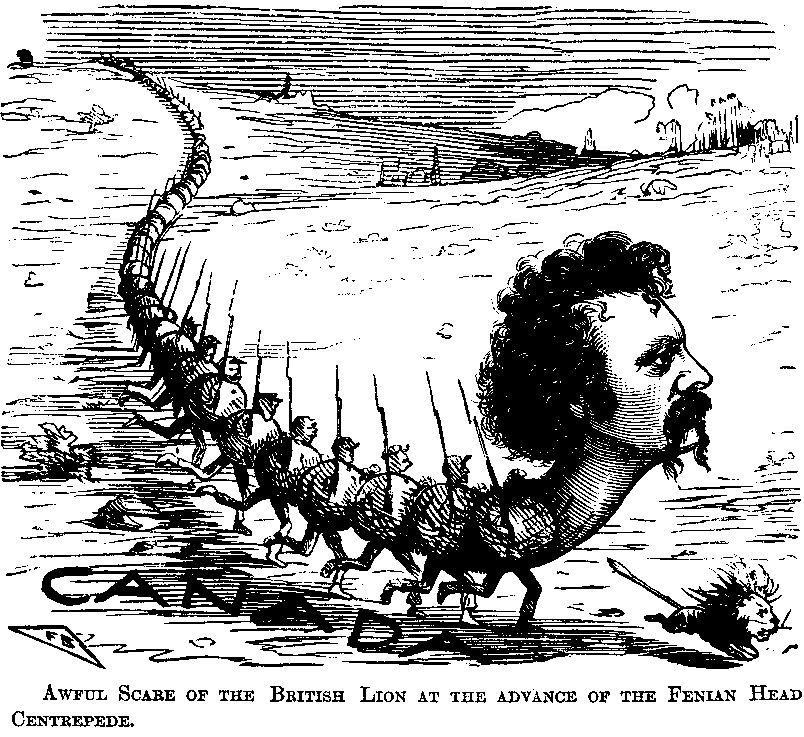 CANADA
FB
AWFUL SCARE OF THE BRITISH LION AT THE ADVANCE OF THE FENIAN HEAD
CENTREPEDE.